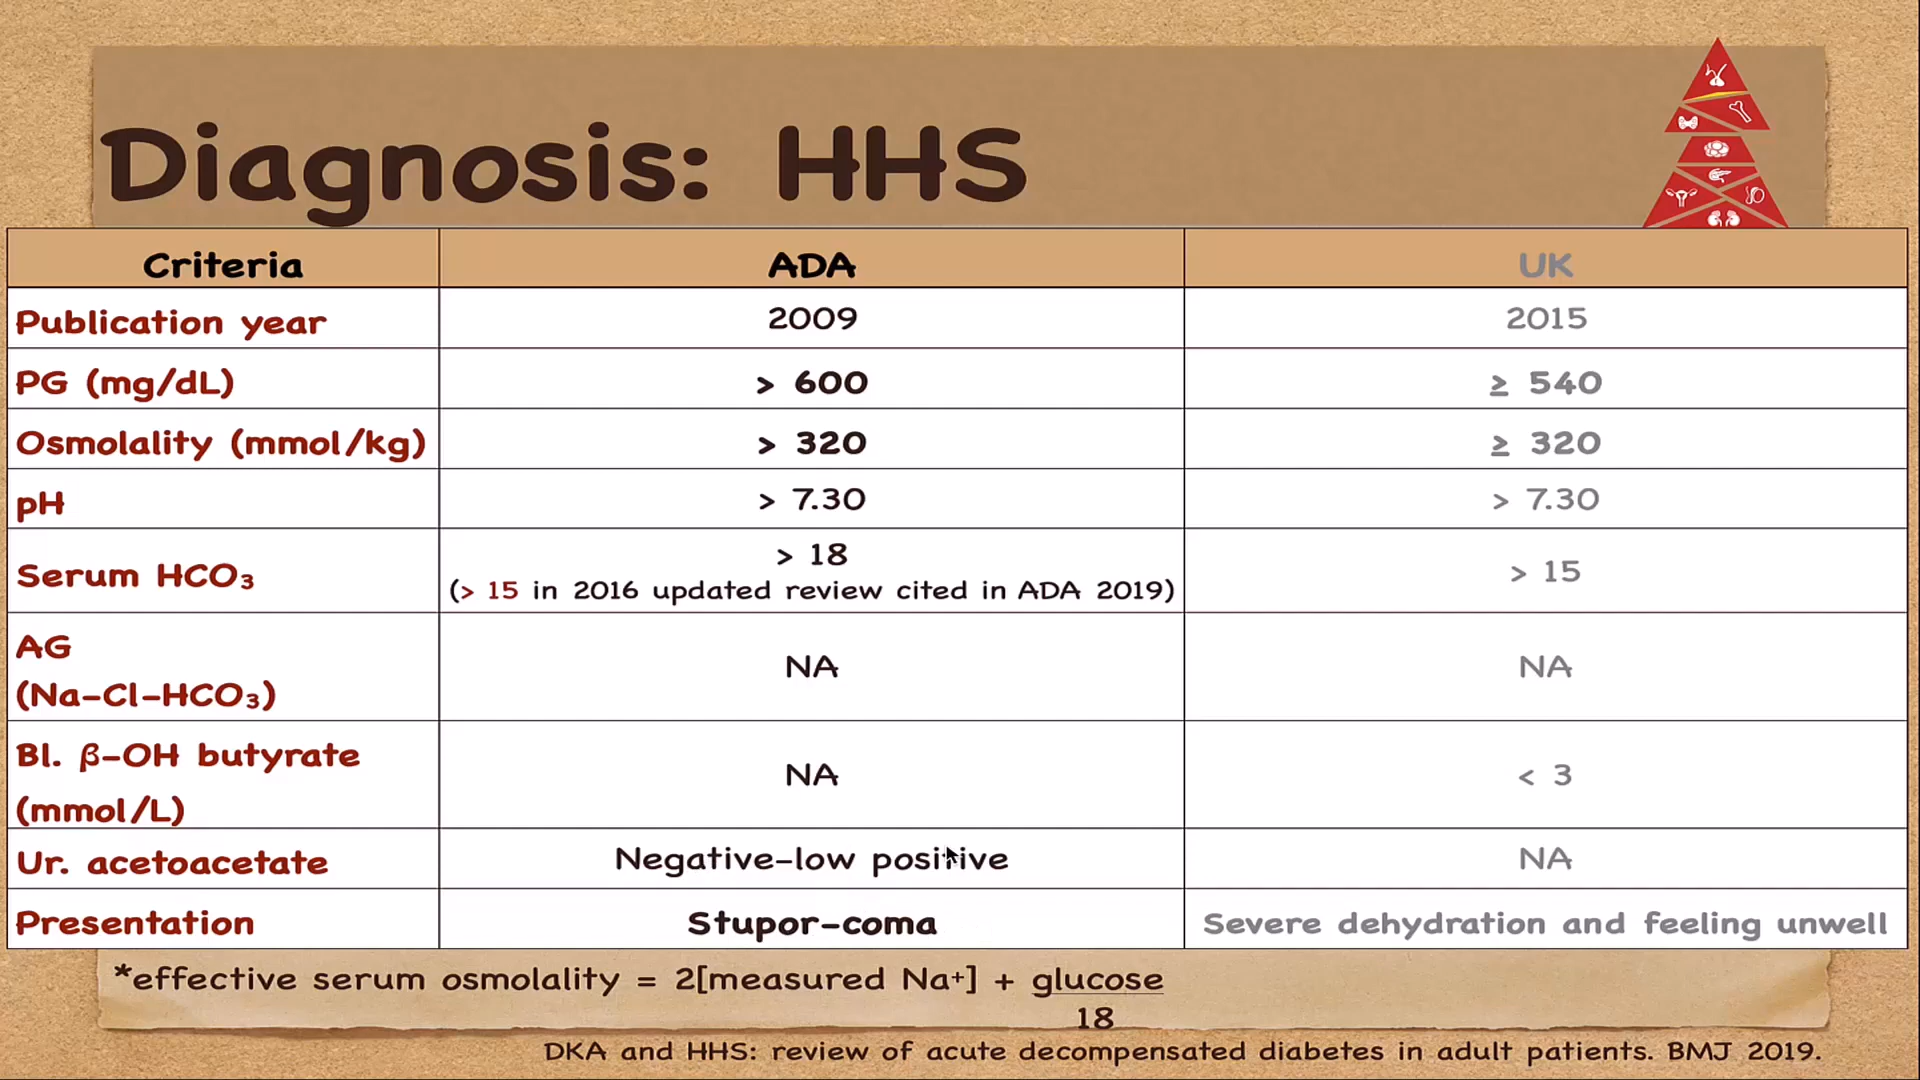 Diagnosis: HHS
Criteria ADA UK
Publication year 2009 2015
PG (mg/dL) > 600 ≥ 540
Osmolality (mmol/kg) > 320 ≥ 320
pH > 7.30 > 7.30
Serum HCO₃ > 18 > 15
(> 15 in 2016 updated review cited in ADA 2019)
AG
(Na-Cl-HCO₃) NA NA
Bl. β-OH butyrate
(mmol/L) NA < 3
Ur. acetoacetate Negative-low positive NA
Presentation Stupor-coma Severe dehydration and feeling unwell
*effective serum osmolality = 2[measured Na⁺] + glucose
18
DKA and HHS: review of acute decompensated diabetes in adult patients. BMJ 2019.